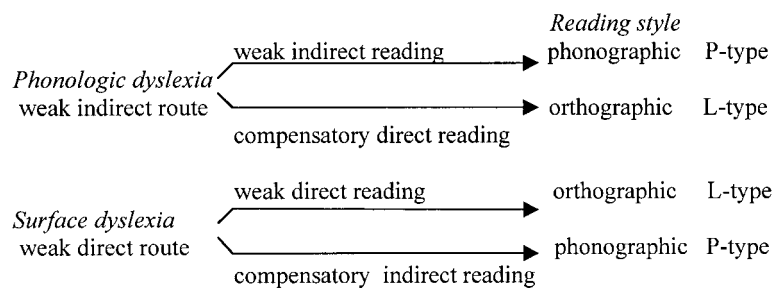 Reading style
weak indirect reading phonographic P-type
Phonologic dyslexia
weak indirect route orthographic L-type
compensatory direct reading
weak direct reading orthographic L-type
Surface dyslexia
weak direct route phonographic P-type
compensatory indirect reading